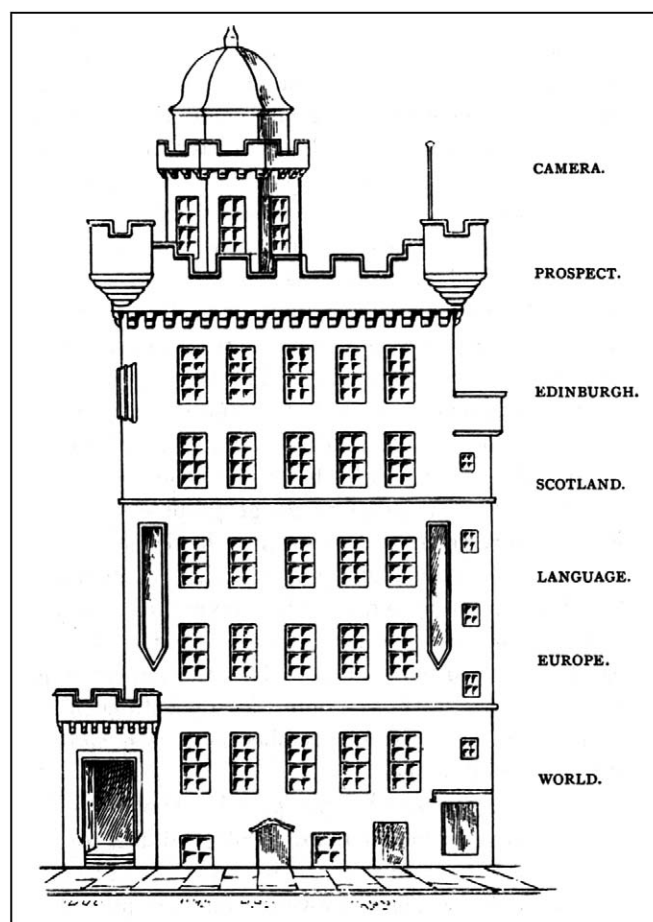 CAMERA.
PROSPECT.
EDINBURGH.
SCOTLAND.
LANGUAGE.
EUROPE.
WORLD.